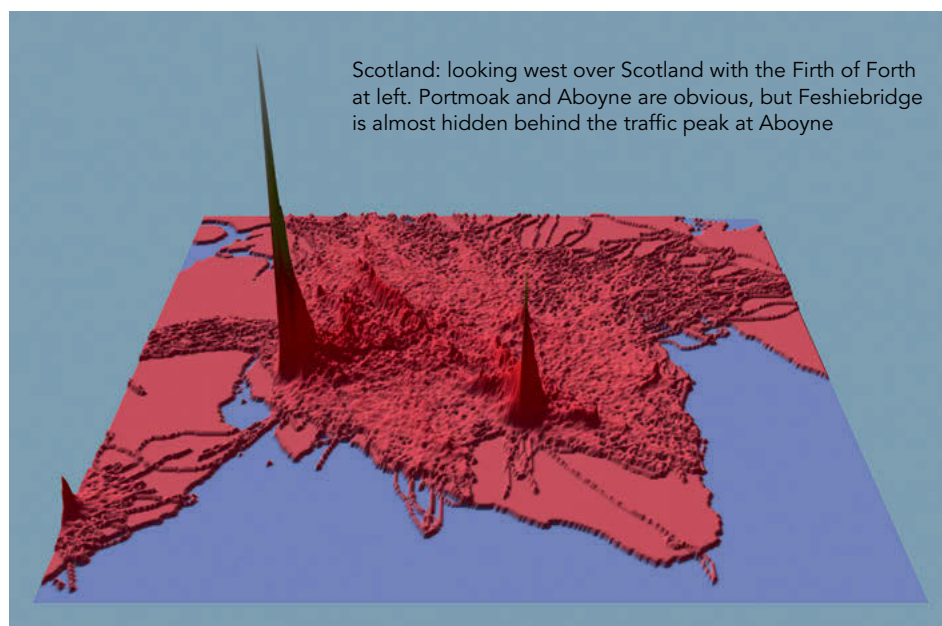 Scotland: looking west over Scotland with the Firth of Forth
at left. Portmoak and Aboyne are obvious, but Feshiebridge
is almost hidden behind the traffic peak at Aboyne